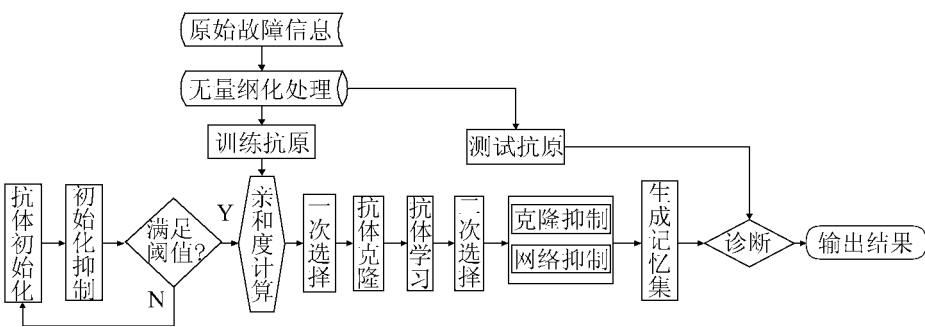 原始故障信息
无量纲化处理
训练抗原
测试抗原
抗体初始化
初始化抑制
满足
阈值?
Y
N
亲和度计算
一次选择
抗体克隆
抗体学习
二次选择
克隆抑制
网络抑制
生成记忆集
诊断
输出结果